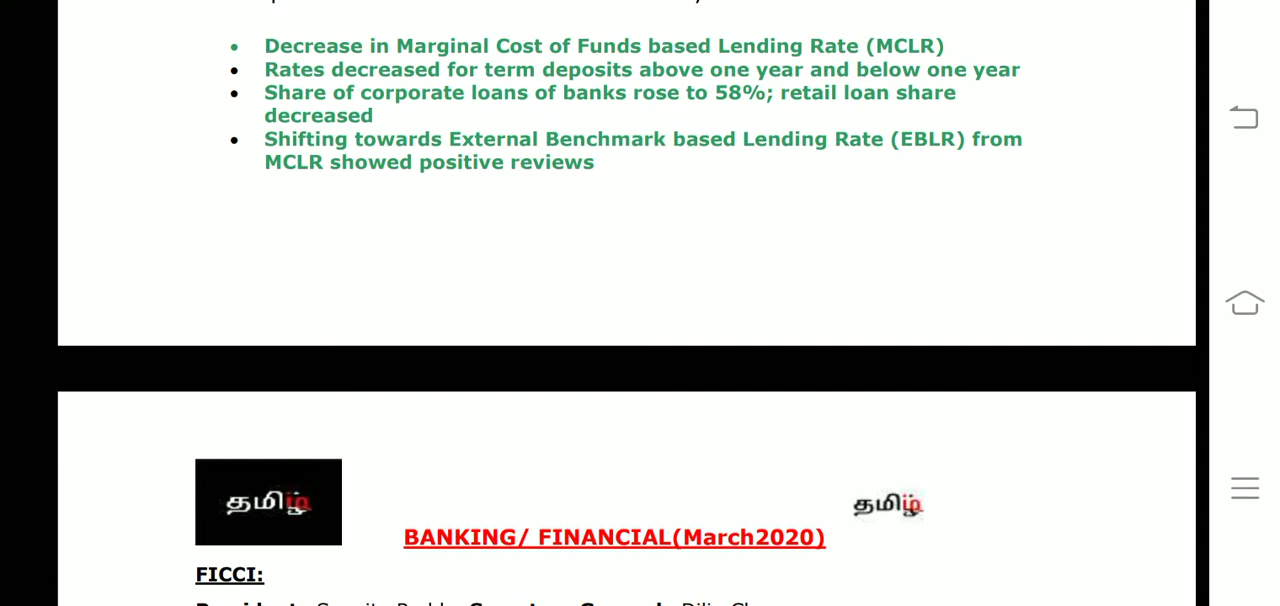 Decrease in Marginal Cost of Funds based Lending Rate (MCLR)
Rates decreased for term deposits above one year and below one year
Share of corporate loans of banks rose to 58%; retail loan share
decreased
Shifting towards External Benchmark based Lending Rate (EBLR) from
MCLR showed positive reviews
தமிழ்
தமிழ்
BANKING/ FINANCIAL(March2020)
FICCI: